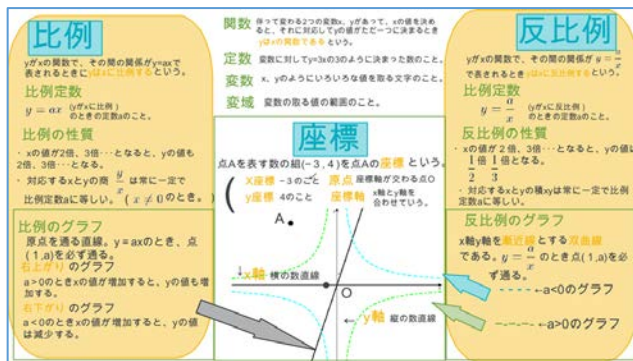 比例
yがxの関数で、その間の関係がy=axで
表されるときにyはxに比例するという。
比例定数
y = ax （yがxに比例）
のときの定数aのこと。
比例の性質
・xの値が2倍、3倍…となると、yの値も
2倍、3倍…となる。
・対応するxとyの商 y/x は常に一定で
比例定数aに等しい。（x ≠ 0のとき。）
比例のグラフ
原点を通る直線。y = axのとき、点
(1,a)を必ず通る。
右上がりのグラフ
a>0のときxの値が増加すると、yの値も増
加する。
右下がりのグラフ
a<0のときxの値が増加すると、yの値
は減少する。
関数 伴って変わる2つの変数x、yがあって、xの値を決め
ると、それに対応してyの値がただ一つに決まるとき
yはxの関数であるという。
定数 変数に対してy=3xの3のように決まった数のこと。
変数 x、yのようにいろいろな値を取る文字のこと。
変域 変数の取る値の範囲のこと。
座標
点Aを表す数の組(−3,4)を点Aの座標という。
x座標 −3のこと
y座標 4のこと
原点 座標軸が交わる点O
座標軸 x軸とy軸を
合わせていう。
A
↓x軸 横の数直線
O
← y軸 縦の数直線
反比例
yがxの関数で、その間の関係が y = a/x
で表されるときにyはxに反比例するという。
比例定数
y = a/x （yがxに反比例）
のときの定数aのこと。
反比例の性質
・xの値が2倍、3倍…となると、yの値は
1/2倍 1/3倍となる。
・対応するxとyの積xyは常に一定で比例
定数aに等しい。
反比例のグラフ
x軸y軸を漸近線とする双曲線
である。y = a/x のとき点(1,a)を必
ず通る。
←a<0のグラフ
←a>0のグラフ